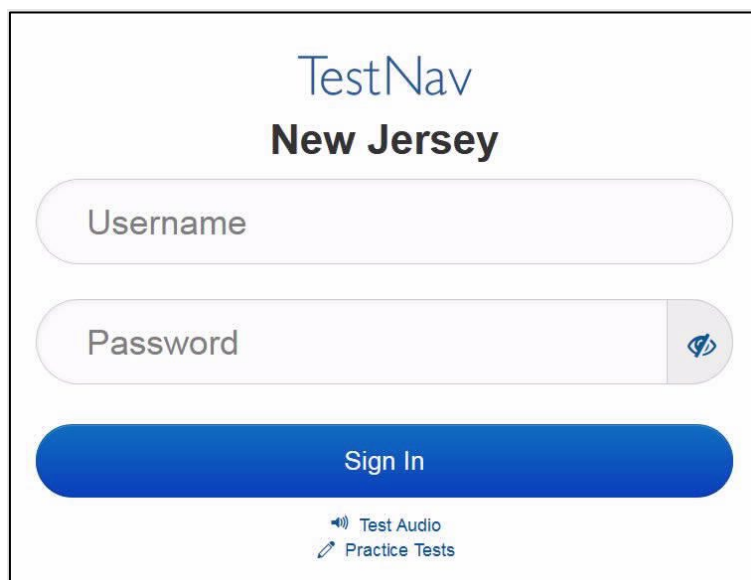 TestNav
New Jersey
Username
Password
Sign In
Test Audio
Practice Tests